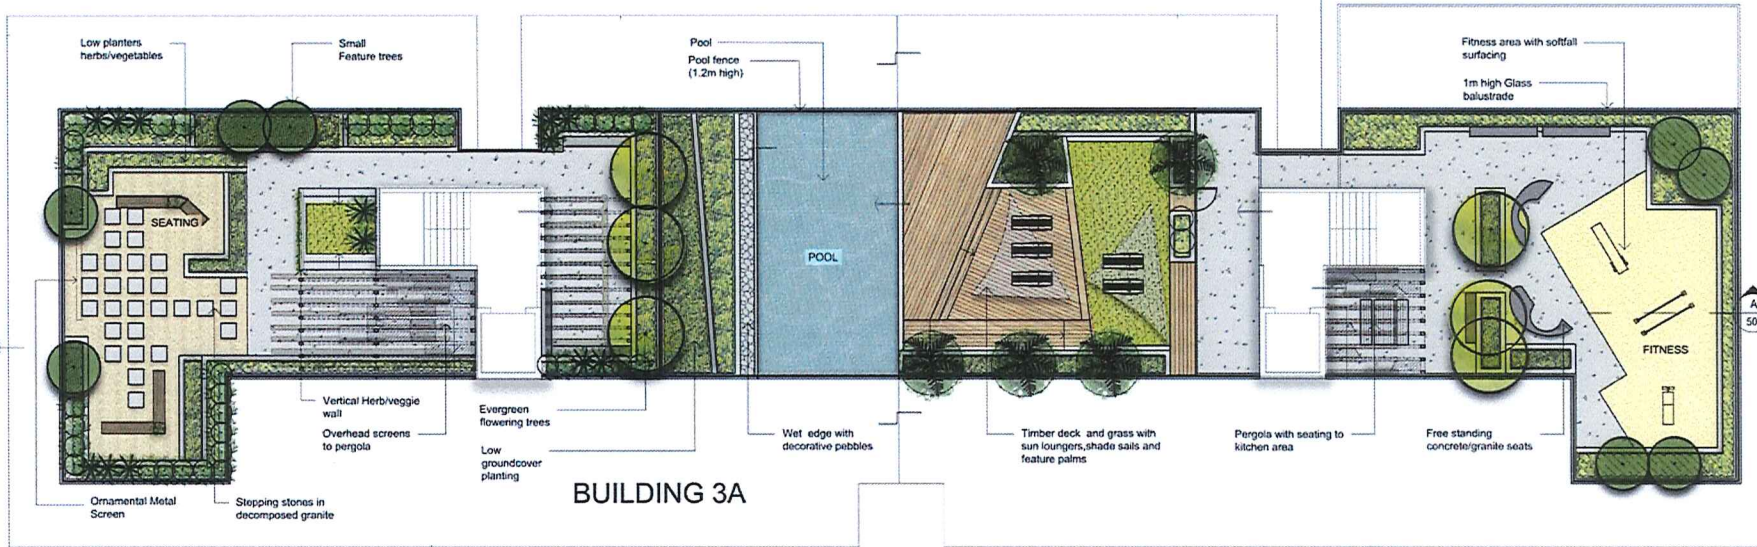 Low planters
herbs/vegetables
Small
Feature trees
Pool
Pool fence
(1.2m high)
Fitness area with softfall
surfacing
1m high Glass
balustrade
SEATING
POOL
FITNESS
A
50
Vertical Herb/veggie
wall
Overhead screens
to pergola
Evergreen
flowering trees
Low
groundcover
planting
Wet edge with
decorative pebbles
Timber deck and grass with
sun loungers,shade sails and
feature palms
Pergola with seating to
kitchen area
Free standing
concrete/granite seats
Ornamental Metal
Screen
Stepping stones in
decomposed granite
BUILDING 3A